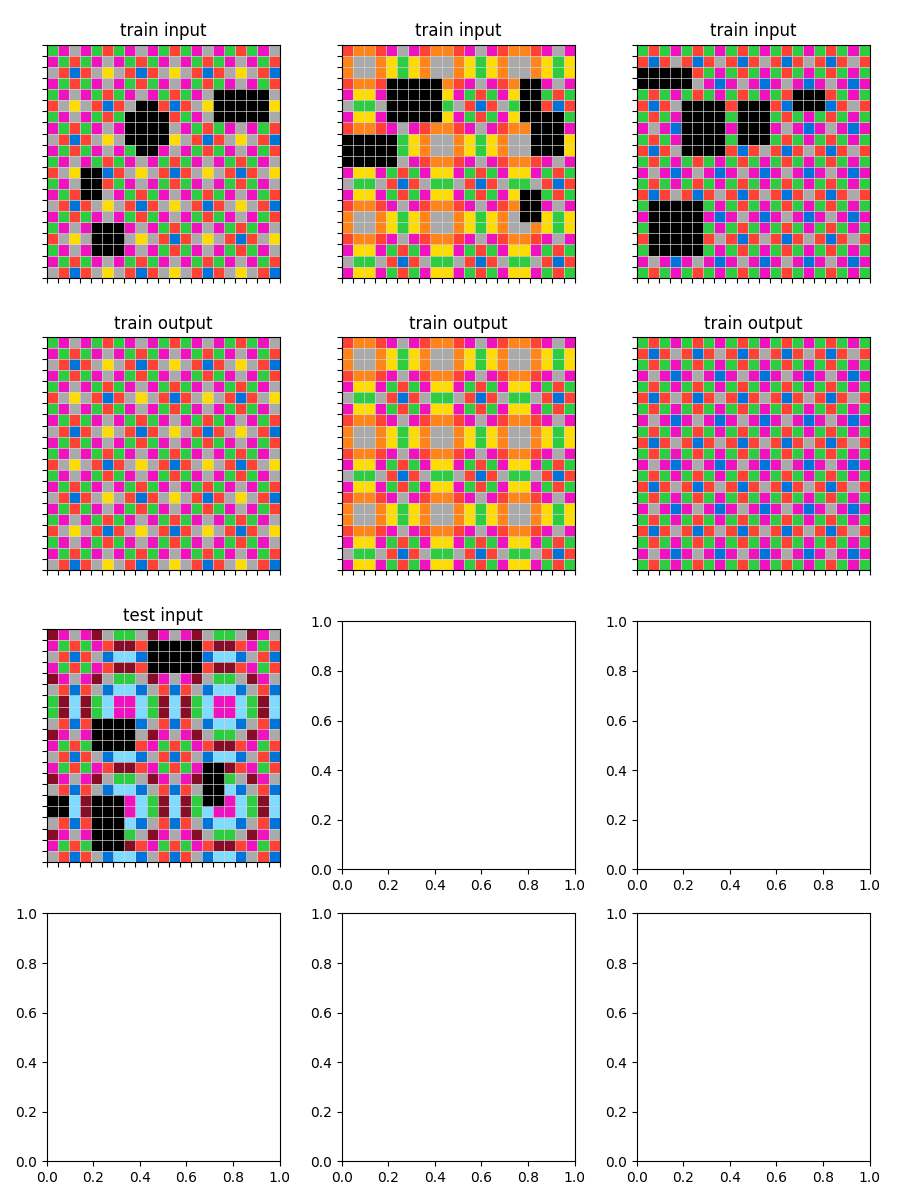 train input train input train input
train output train output train output
test input
1.0 1.0
0.8 0.8
0.6 0.6
0.4 0.4
0.2 0.2
0.0 0.0
0.0 0.2 0.4 0.6 0.8 1.0 0.0 0.2 0.4 0.6 0.8 1.0
1.0 1.0 1.0
0.8 0.8 0.8
0.6 0.6 0.6
0.4 0.4 0.4
0.2 0.2 0.2
0.0 0.0 0.0
0.0 0.2 0.4 0.6 0.8 1.0 0.0 0.2 0.4 0.6 0.8 1.0 0.0 0.2 0.4 0.6 0.8 1.0